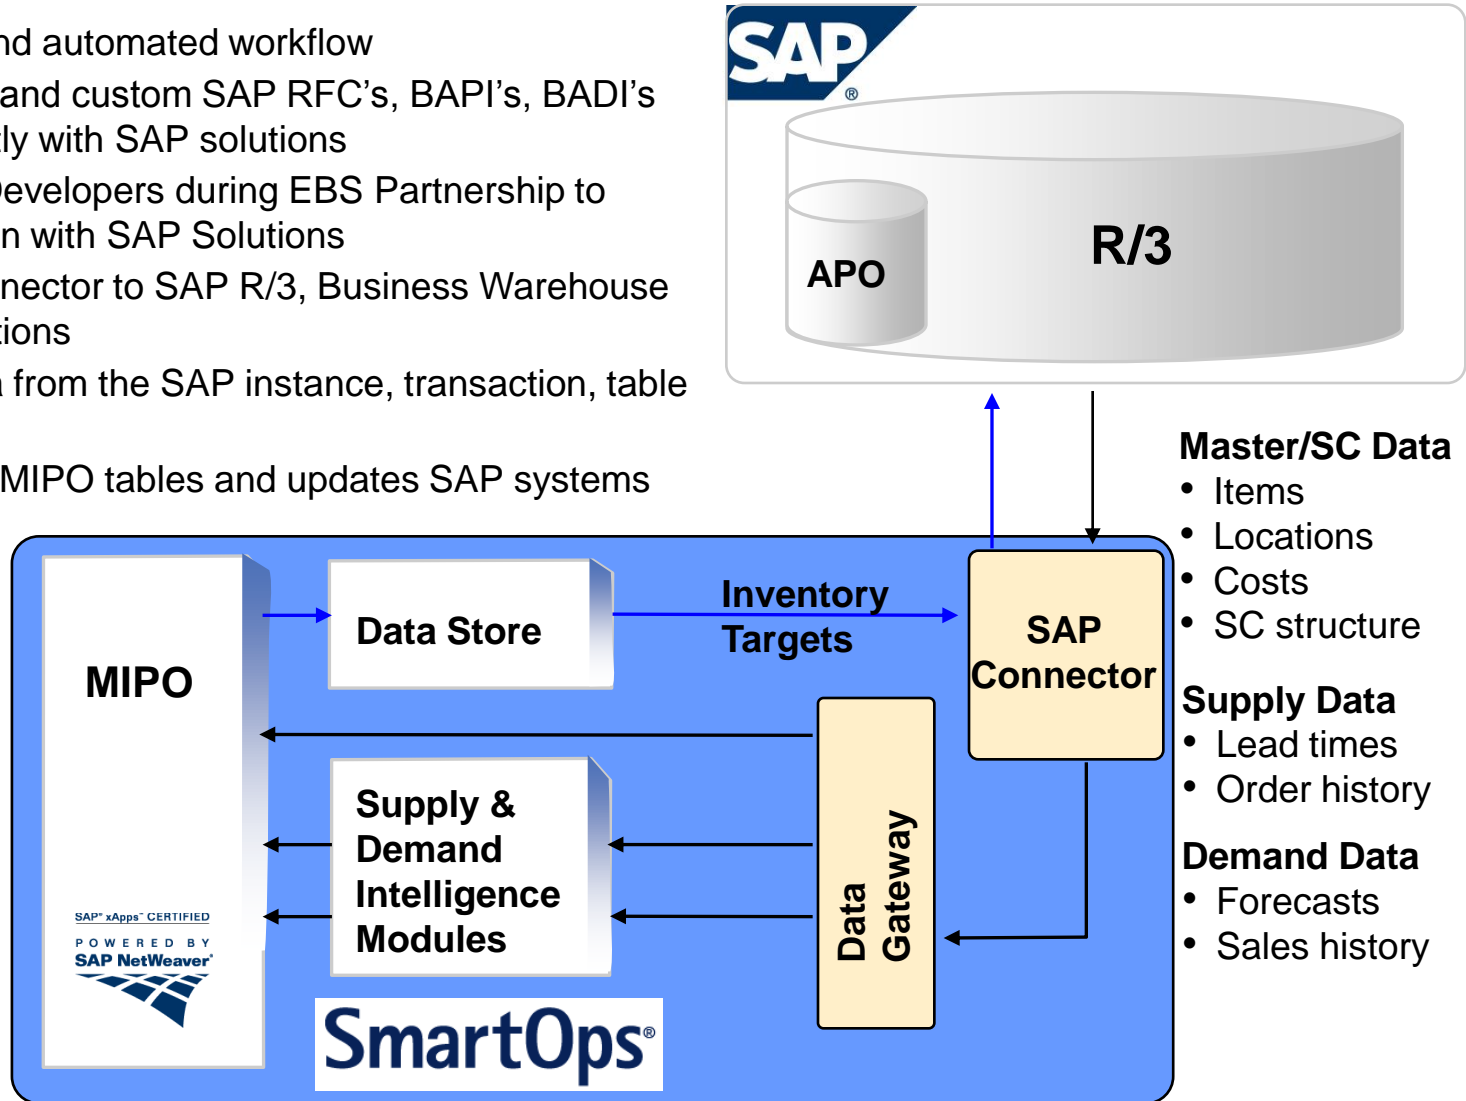 nd automated workflow
and custom SAP RFC's, BAPI's, BADI's
tly with SAP solutions
Developers during EBS Partnership to
n with SAP Solutions
nector to SAP R/3, Business Warehouse
tions
a from the SAP instance, transaction, table
MIPO tables and updates SAP systems
SAP®
R/3
APO
Master/SC Data
• Items
• Locations
• Costs
• SC structure
Supply Data
• Lead times
• Order history
Demand Data
• Forecasts
• Sales history
MIPO
Data Store
Inventory
Targets
SAP
Connector
Supply &
Demand
Intelligence
Modules
Data
Gateway
SAP® xApps™ CERTIFIED
POWERED BY
SAP NetWeaver®
SmartOps®